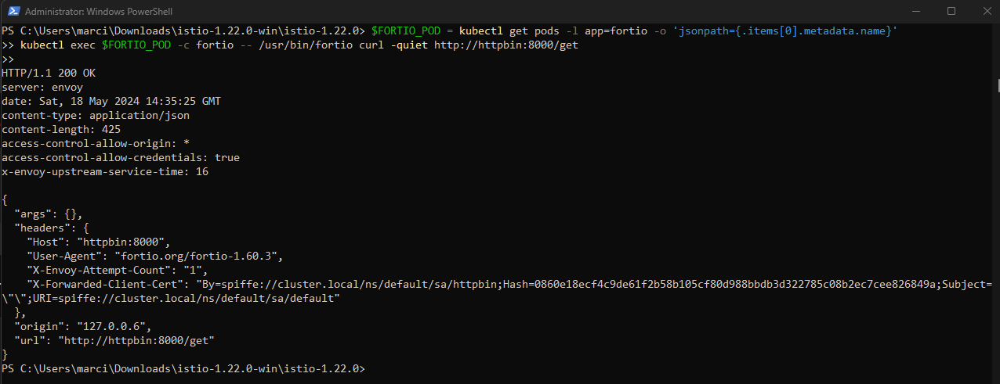 Administrator: Windows PowerShell
PS C:\Users\marci\Downloads\istio-1.22.0-win\istio-1.22.0> $FORTIO_POD = kubectl get pods -l app=fortio -o 'jsonpath={.items[0].metadata.name}'
>> kubectl exec $FORTIO_POD -c fortio -- /usr/bin/fortio curl -quiet http://httpbin:8000/get
>>
HTTP/1.1 200 OK
server: envoy
date: Sat, 18 May 2024 14:35:25 GMT
content-type: application/json
content-length: 425
access-control-allow-origin: *
access-control-allow-credentials: true
x-envoy-upstream-service-time: 16

{
  "args": {},
  "headers": {
    "Host": "httpbin:8000",
    "User-Agent": "fortio.org/fortio-1.60.3",
    "X-Envoy-Attempt-Count": "1",
    "X-Forwarded-Client-Cert": "By=spiffe://cluster.local/ns/default/sa/httpbin;Hash=0860e18ecf4c9de61f2b58b105cf80d988bbdb3d322785c08b2ec7cee826849a;Subject=
\"\";URI=spiffe://cluster.local/ns/default/sa/default"
  },
  "origin": "127.0.0.6",
  "url": "http://httpbin:8000/get"
}
PS C:\Users\marci\Downloads\istio-1.22.0-win\istio-1.22.0>